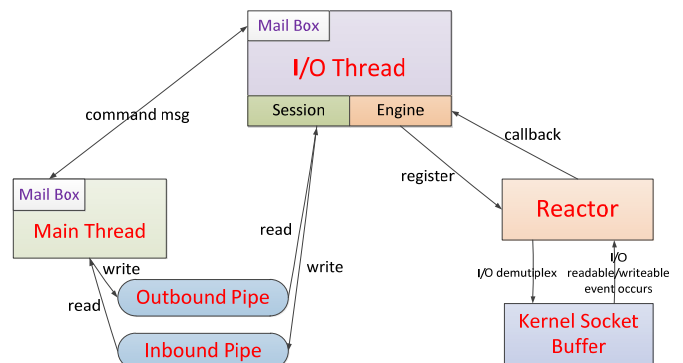 Mail Box
I/O Thread
Session
Engine
command msg
callback
register
Mail Box
Main Thread
Reactor
read
write
write
read
Outbound Pipe
Inbound Pipe
I/O demutiplex
I/O
readable/writeable
event occurs
Kernel Socket
Buffer